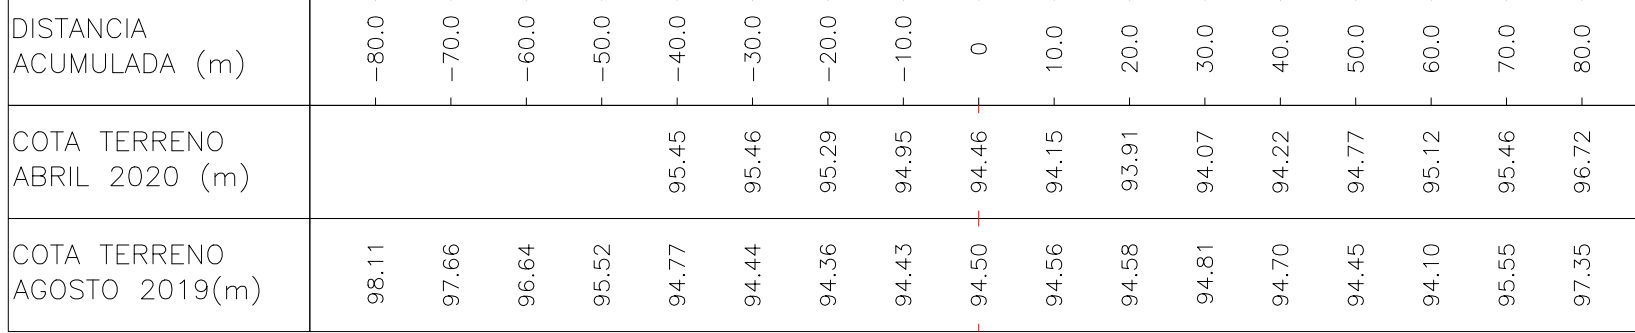 DISTANCIA
ACUMULADA (m)
-80.0 -70.0 -60.0 -50.0 -40.0 -30.0 -20.0 -10.0 0 10.0 20.0 30.0 40.0 50.0 60.0 70.0 80.0
COTA TERRENO
ABRIL 2020 (m)
95.45 95.46 95.29 94.95 94.46 94.15 93.91 94.07 94.22 94.77 95.12 95.46 96.72
COTA TERRENO
AGOSTO 2019(m)
98.11 97.66 96.64 95.52 94.77 94.44 94.36 94.43 94.50 94.56 94.58 94.81 94.70 94.45 94.10 95.55 97.35